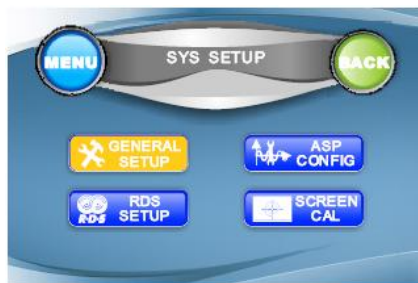 MENU
SYS SETUP
BACK
GENERAL
SETUP
ASP
CONFIG
RDS
RDS
SETUP
SCREEN
CAL